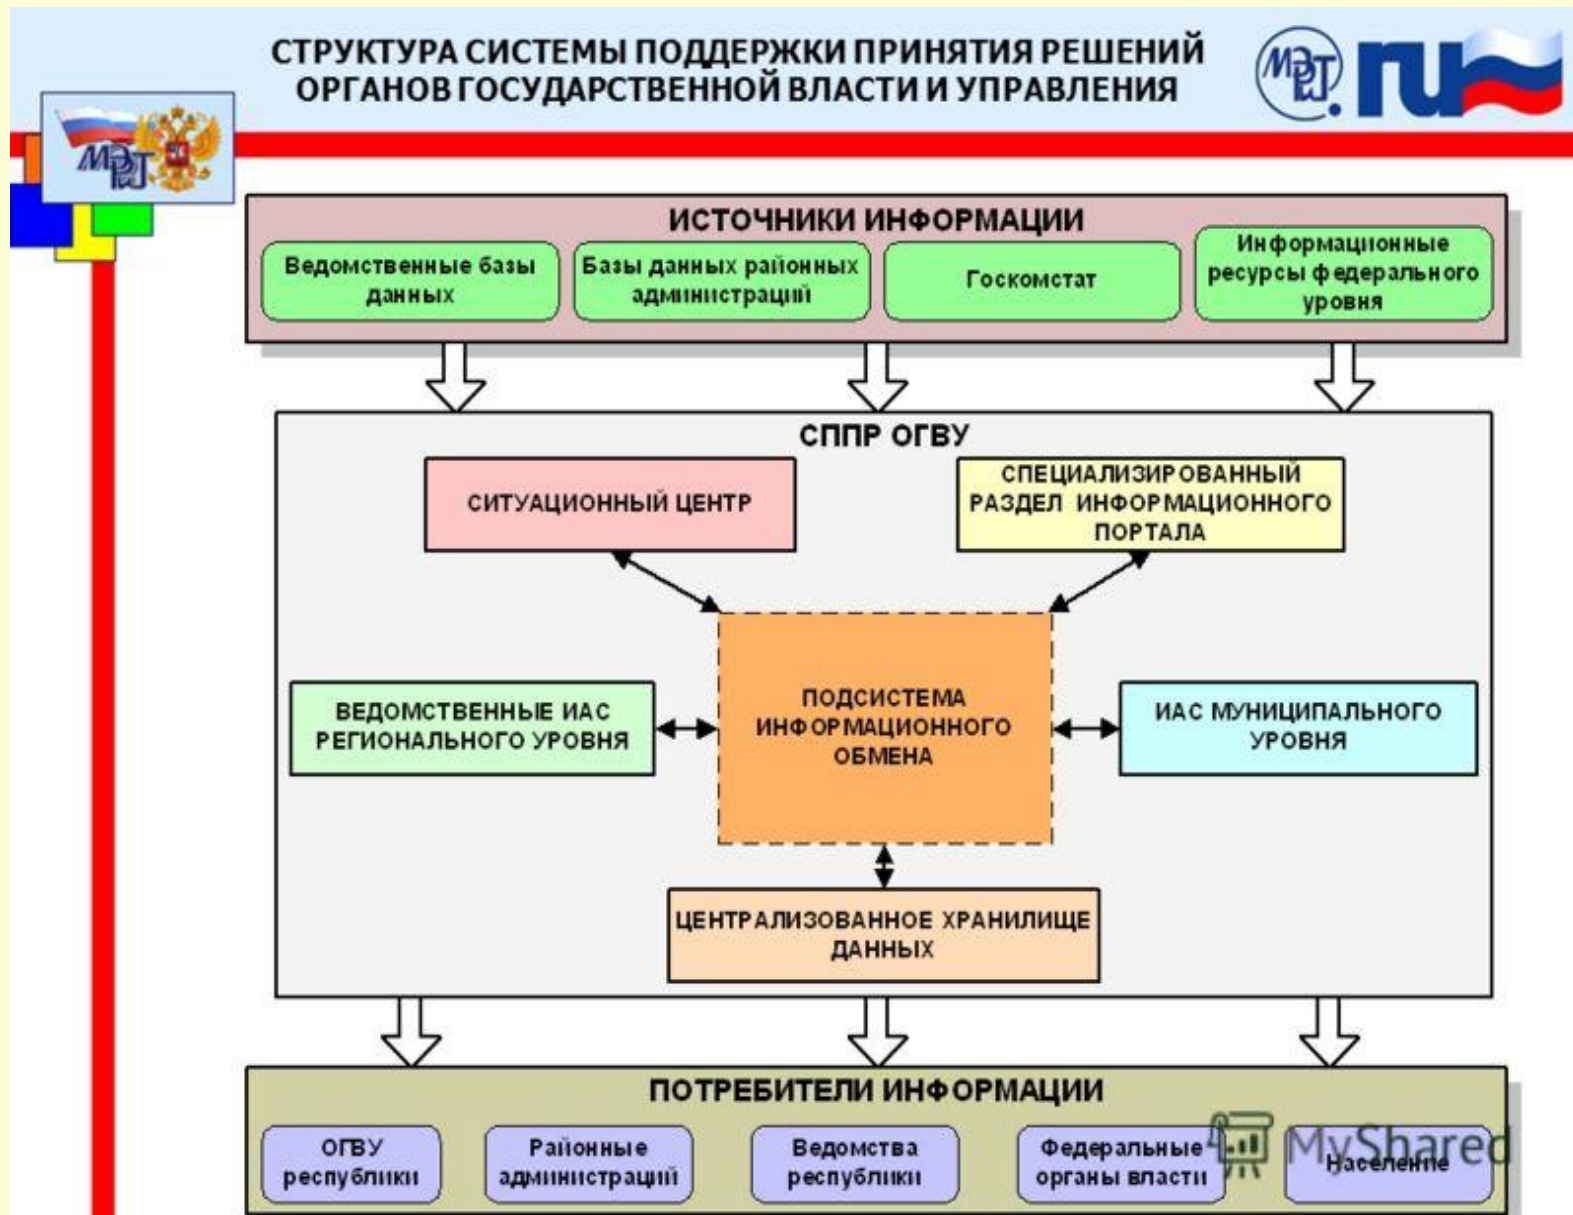 СТРУКТУРА СИСТЕМЫ ПОДДЕРЖКИ ПРИНЯТИЯ РЕШЕНИЙ
ОРГАНОВ ГОСУДАРСТВЕННОЙ ВЛАСТИ И УПРАВЛЕНИЯ
МЭРиТ.ru
МЭРиТ
ИСТОЧНИКИ ИНФОРМАЦИИ
Ведомственные базы
данных
Базы данных районных
администраций
Госкомстат
Информационные
ресурсы федерального
уровня
СППР ОГВУ
СИТУАЦИОННЫЙ ЦЕНТР
СПЕЦИАЛИЗИРОВАННЫЙ
РАЗДЕЛ ИНФОРМАЦИОННОГО
ПОРТАЛА
ВЕДОМСТВЕННЫЕ ИАС
РЕГИОНАЛЬНОГО УРОВНЯ
ПОДСИСТЕМА
ИНФОРМАЦИОННОГО
ОБМЕНА
ИАС МУНИЦИПАЛЬНОГО
УРОВНЯ
ЦЕНТРАЛИЗОВАННОЕ ХРАНИЛИЩЕ
ДАННЫХ
ПОТРЕБИТЕЛИ ИНФОРМАЦИИ
ОГВУ
республики
Районные
администраций
Ведомства
республики
Федеральные
органы власти
Население
MyShared